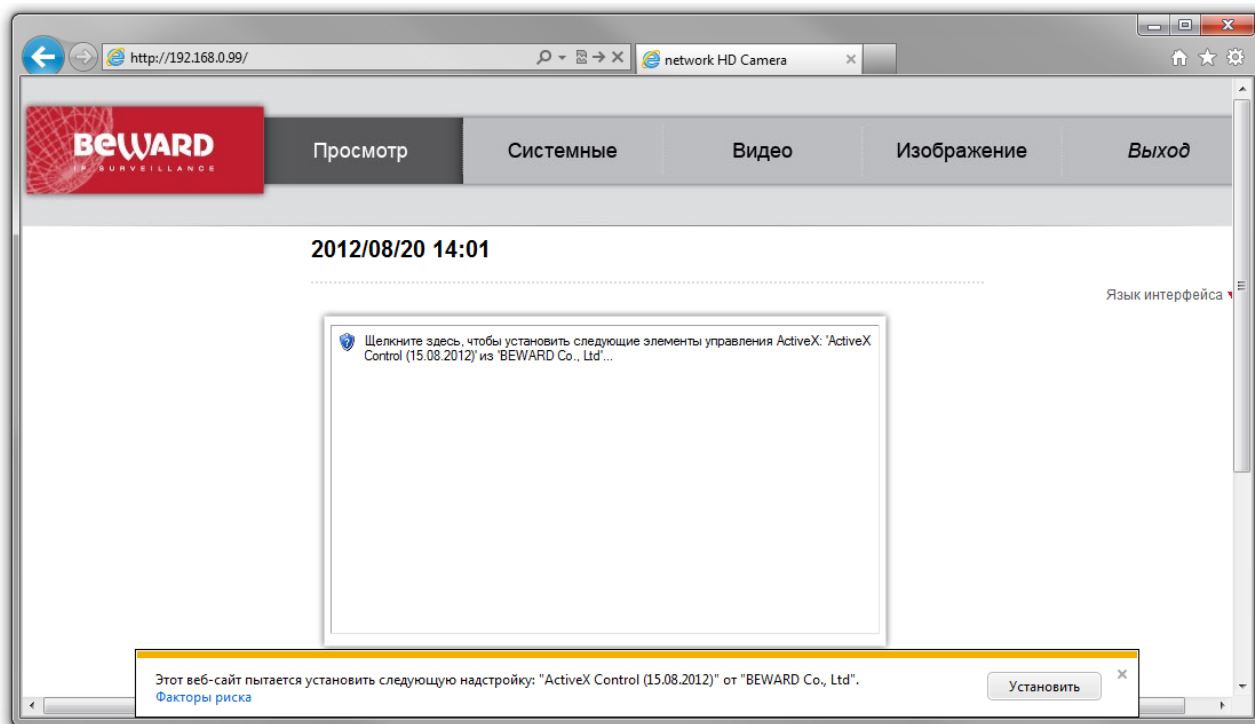 http://192.168.0.99/
network HD Camera
BEWARD
IP SURVEILLANCE
Просмотр
Системные
Видео
Изображение
Выход
2012/08/20 14:01
Язык интерфейса
Щелкните здесь, чтобы установить следующие элементы управления ActiveX: 'ActiveX
Control (15.08.2012)' из 'BEWARD Co., Ltd'...
Этот веб-сайт пытается установить следующую надстройку: "ActiveX Control (15.08.2012)" от "BEWARD Co., Ltd".
Факторы риска
Установить